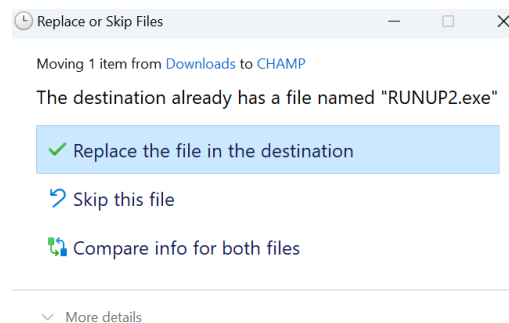 Replace or Skip Files
Moving 1 item from Downloads to CHAMP
The destination already has a file named "RUNUP2.exe"
Replace the file in the destination
Skip this file
Compare info for both files
More details